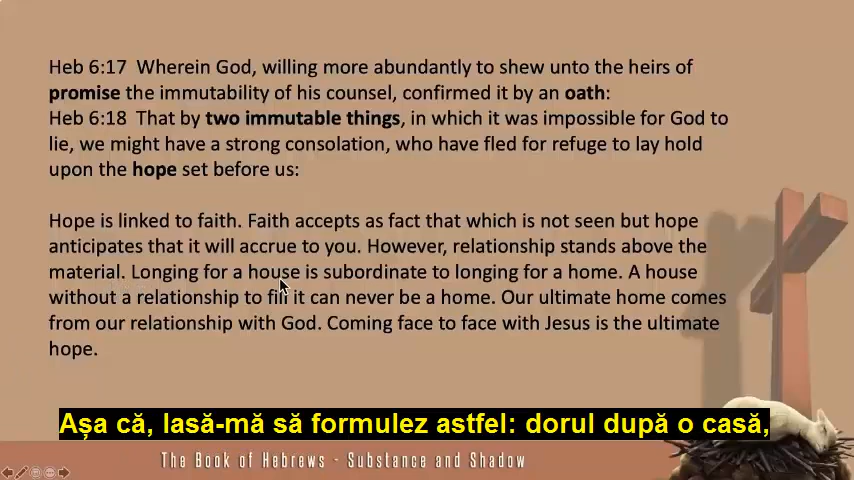 Heb 6:17  Wherein God, willing more abundantly to shew unto the heirs of
promise the immutability of his counsel, confirmed it by an oath:
Heb 6:18  That by two immutable things, in which it was impossible for God to
lie, we might have a strong consolation, who have fled for refuge to lay hold
upon the hope set before us:
Hope is linked to faith. Faith accepts as fact that which is not seen but hope
anticipates that it will accrue to you. However, relationship stands above the
material. Longing for a house is subordinate to longing for a home. A house
without a relationship to fill it can never be a home. Our ultimate home comes
from our relationship with God. Coming face to face with Jesus is the ultimate
hope.
Așa că, lasă-mă să formulez astfel: dorul după o casă,
The Book of Hebrews - Substance and Shadow